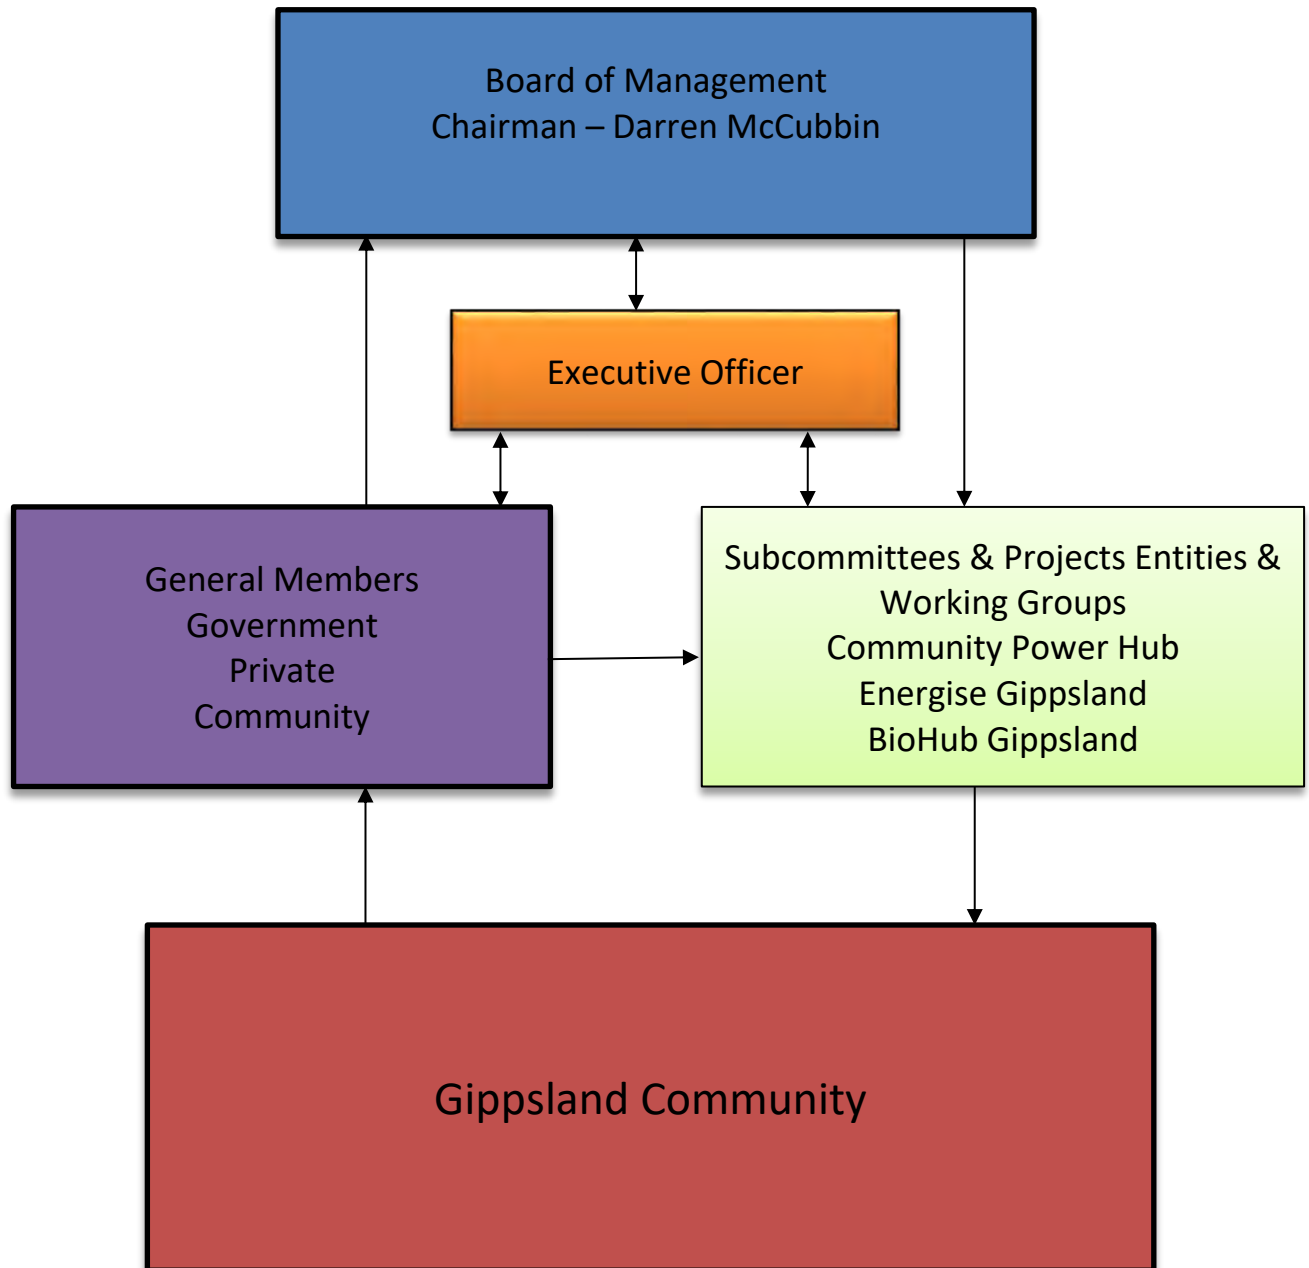 Board of Management
Chairman – Darren McCubbin
Executive Officer
General Members
Government
Private
Community
Subcommittees & Projects Entities &
Working Groups
Community Power Hub
Energise Gippsland
BioHub Gippsland
Gippsland Community